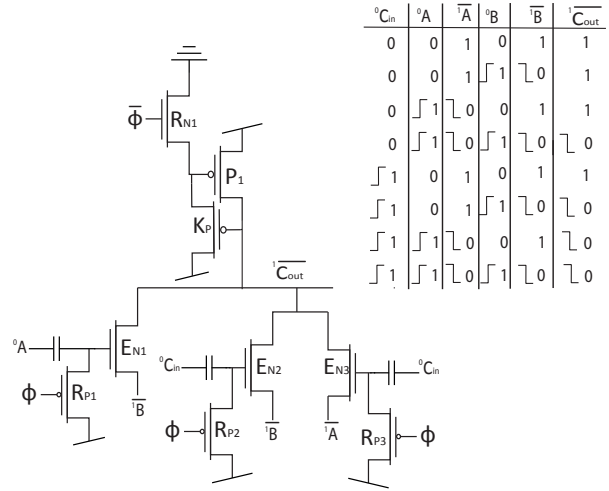 ⁰Cin ⁰A ¹A̅ ⁰B ¹B̅ ¹C̅o̅u̅t̅
0 0 1 0 1 1
0 0 1 1 0 1
0 1 0 0 1 1
0 1 0 1 0 0
1 0 1 0 1 1
1 0 1 1 0 0
1 1 0 0 1 0
1 1 0 1 0 0
Φ̅ RN1
P1
KP
¹C̅o̅u̅t̅
⁰A EN1
⁰Cin EN2 EN3 ⁰Cin
Φ RP1 ¹B̅
Φ RP2 ¹B̅ ¹A̅ RP3 Φ